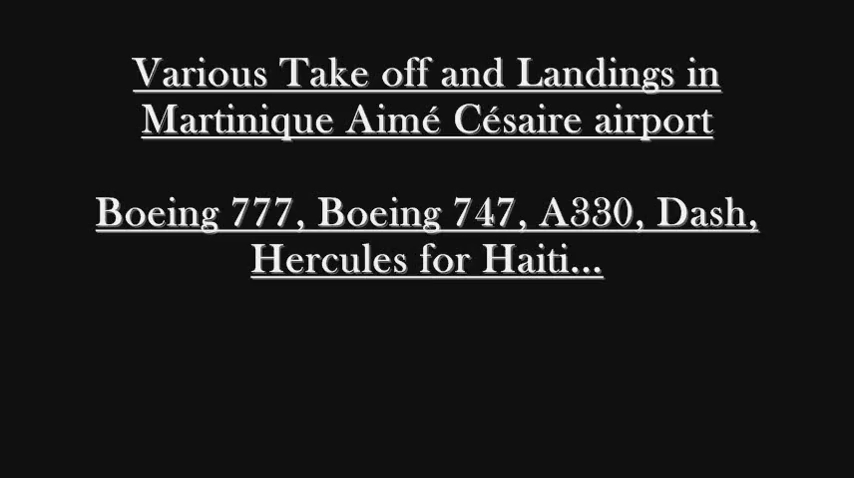 Various Take off and Landings in
Martinique Aimé Césaire airport
Boeing 777, Boeing 747, A330, Dash,
Hercules for Haiti...